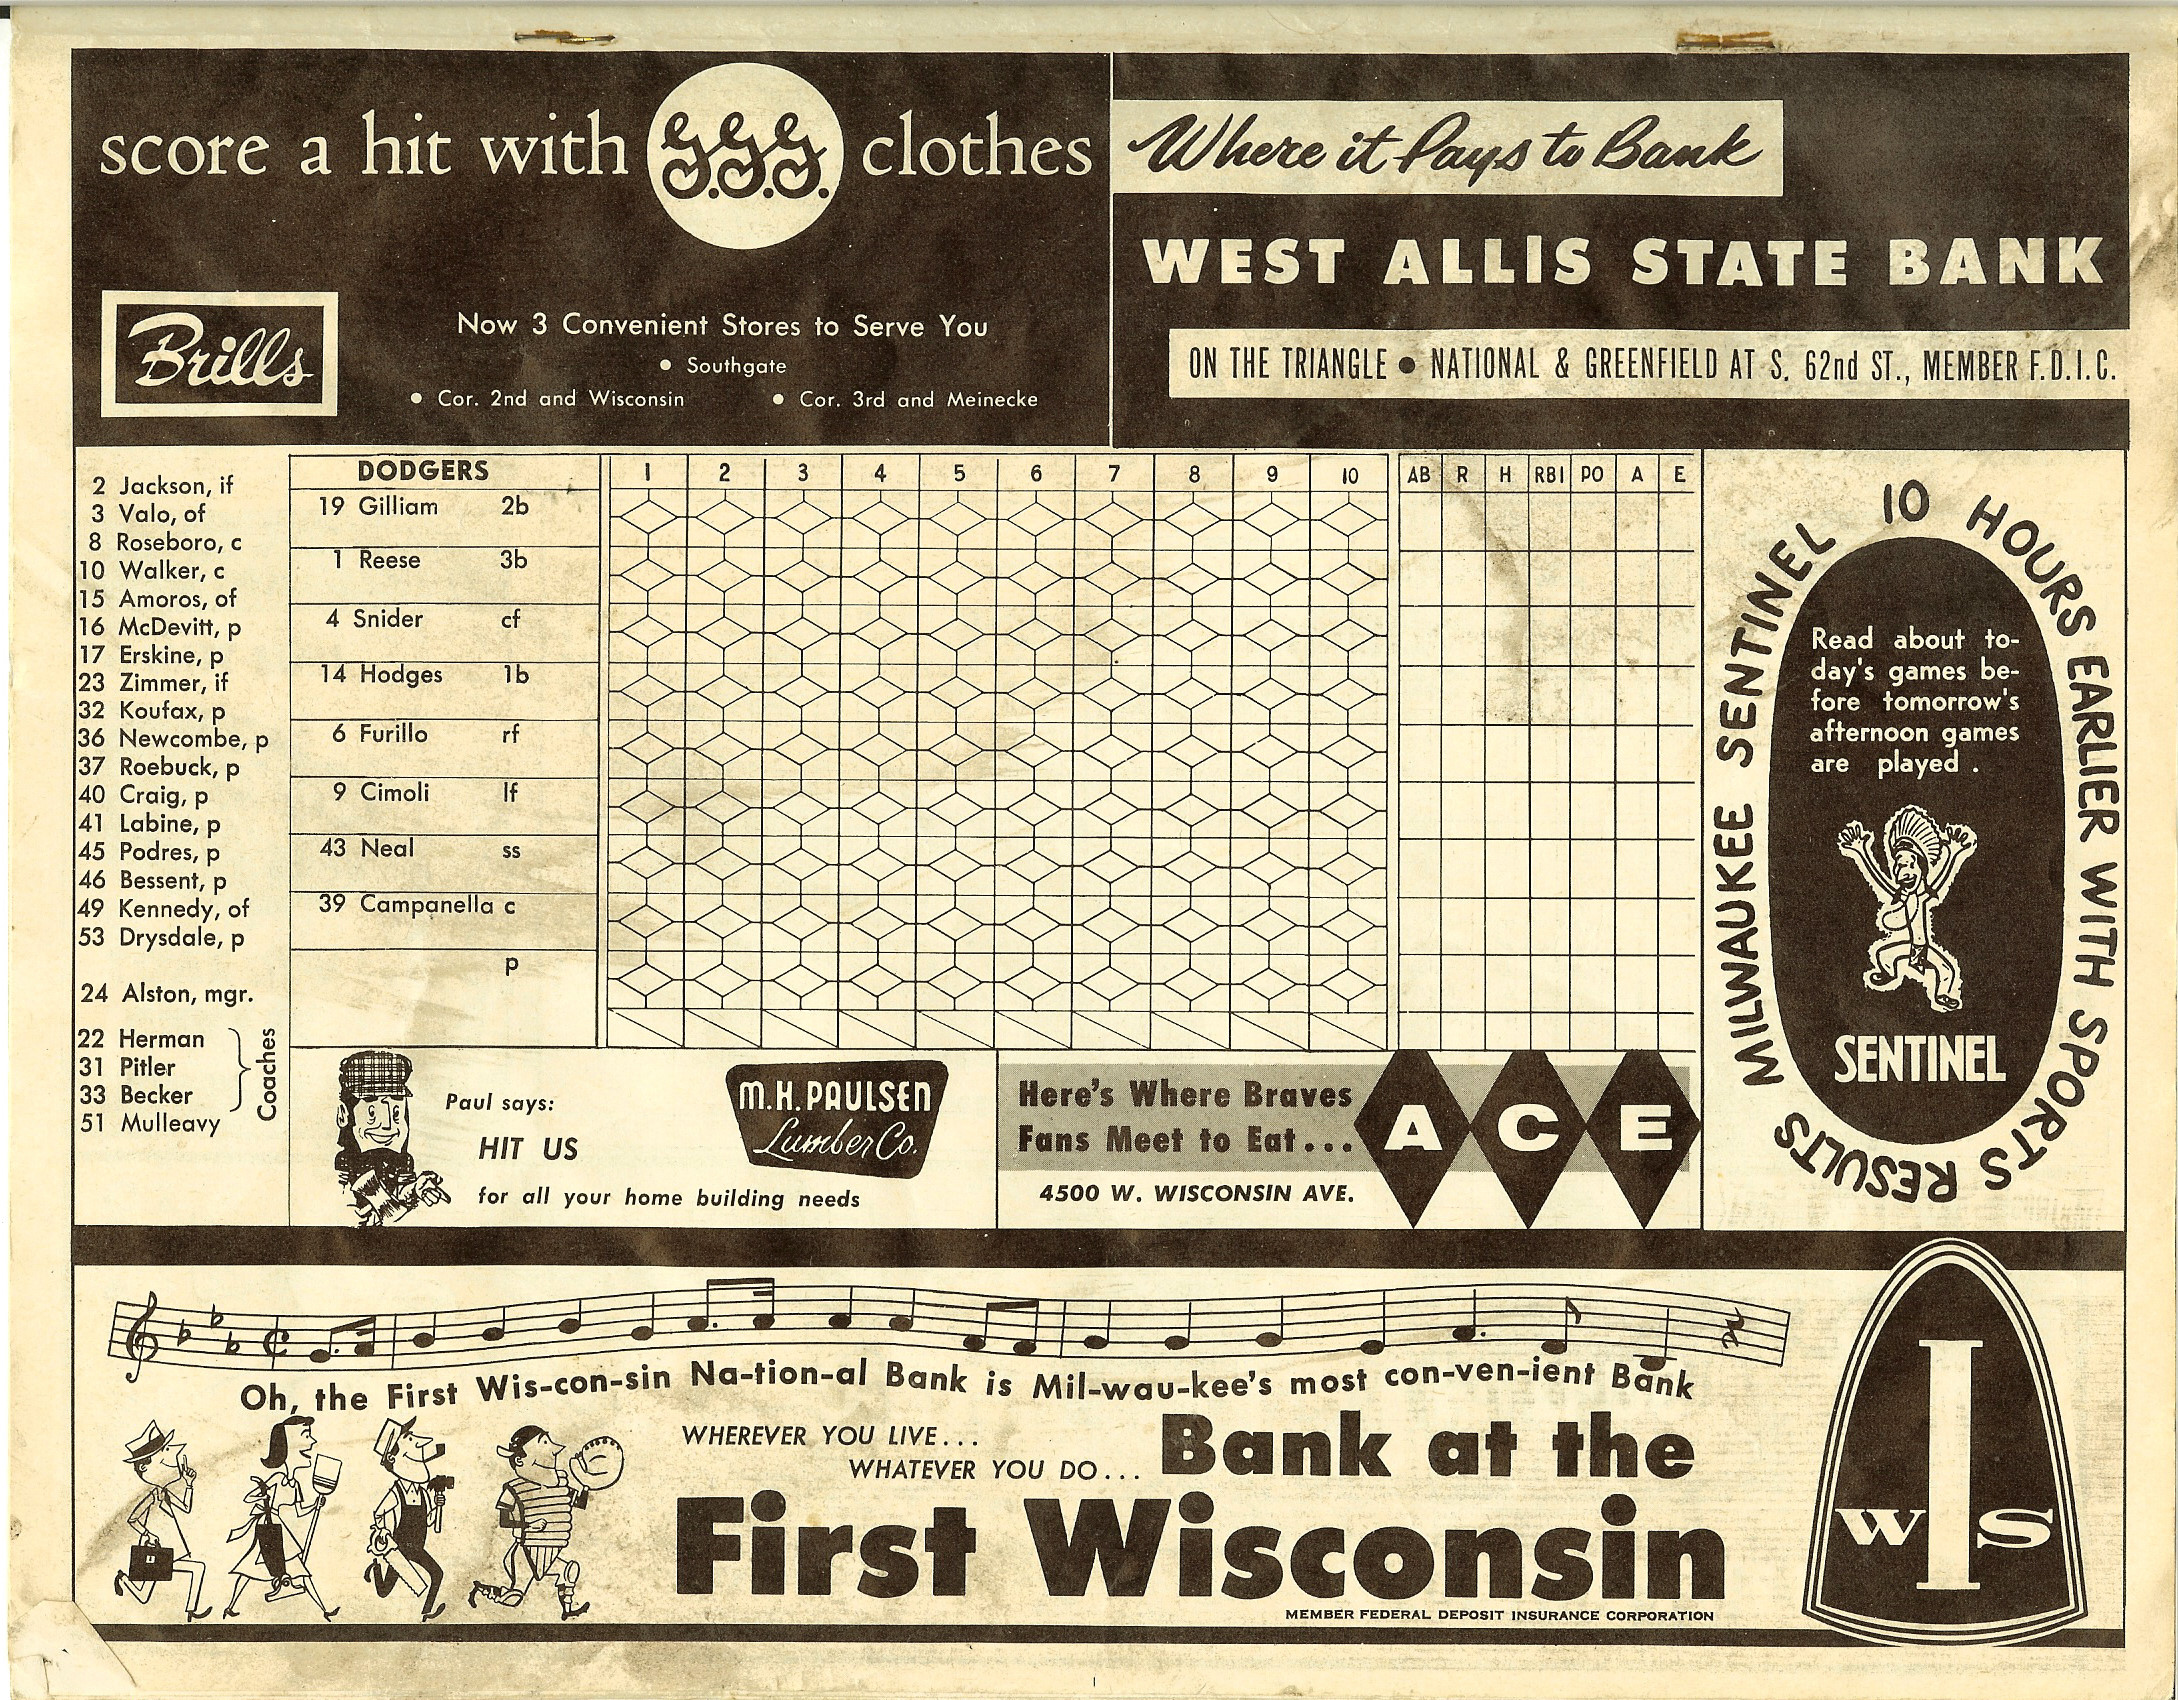 score a hit with g.g.g. clothes
Brills
Now 3 Convenient Stores to Serve You
• Southgate
• Cor. 2nd and Wisconsin • Cor. 3rd and Meinecke
Where it Pays to Bank
WEST ALLIS STATE BANK
ON THE TRIANGLE • NATIONAL & GREENFIELD AT S. 62nd ST., MEMBER F.D.I.C.
2 Jackson, if
3 Valo, of
8 Roseboro, c
10 Walker, c
15 Amoros, of
16 McDevitt, p
17 Erskine, p
23 Zimmer, if
32 Koufax, p
36 Newcombe, p
37 Roebuck, p
40 Craig, p
41 Labine, p
45 Podres, p
46 Bessent, p
49 Kennedy, of
53 Drysdale, p
24 Alston, mgr.
22 Herman
31 Pitler
33 Becker
51 Mulleavy
Coaches
DODGERS 1 2 3 4 5 6 7 8 9 10 AB R H RBI PO A E
19 Gilliam 2b
1 Reese 3b
4 Snider cf
14 Hodges 1b
6 Furillo rf
9 Cimoli lf
43 Neal ss
39 Campanella c
p
MILWAUKEE SENTINEL 10 HOURS EARLIER WITH SPORTS RESULTS
Read about to-
day's games be-
fore tomorrow's
afternoon games
are played .
SENTINEL
Paul says:
HIT US
for all your home building needs
M.H. PAULSEN
Lumber Co.
Here's Where Braves
Fans Meet to Eat...
4500 W. WISCONSIN AVE.
ACE
Oh, the First Wis-con-sin Na-tion-al Bank is Mil-wau-kee's most con-ven-ient Bank
WHEREVER YOU LIVE...
WHATEVER YOU DO...
Bank at the
First Wisconsin
MEMBER FEDERAL DEPOSIT INSURANCE CORPORATION
WIS